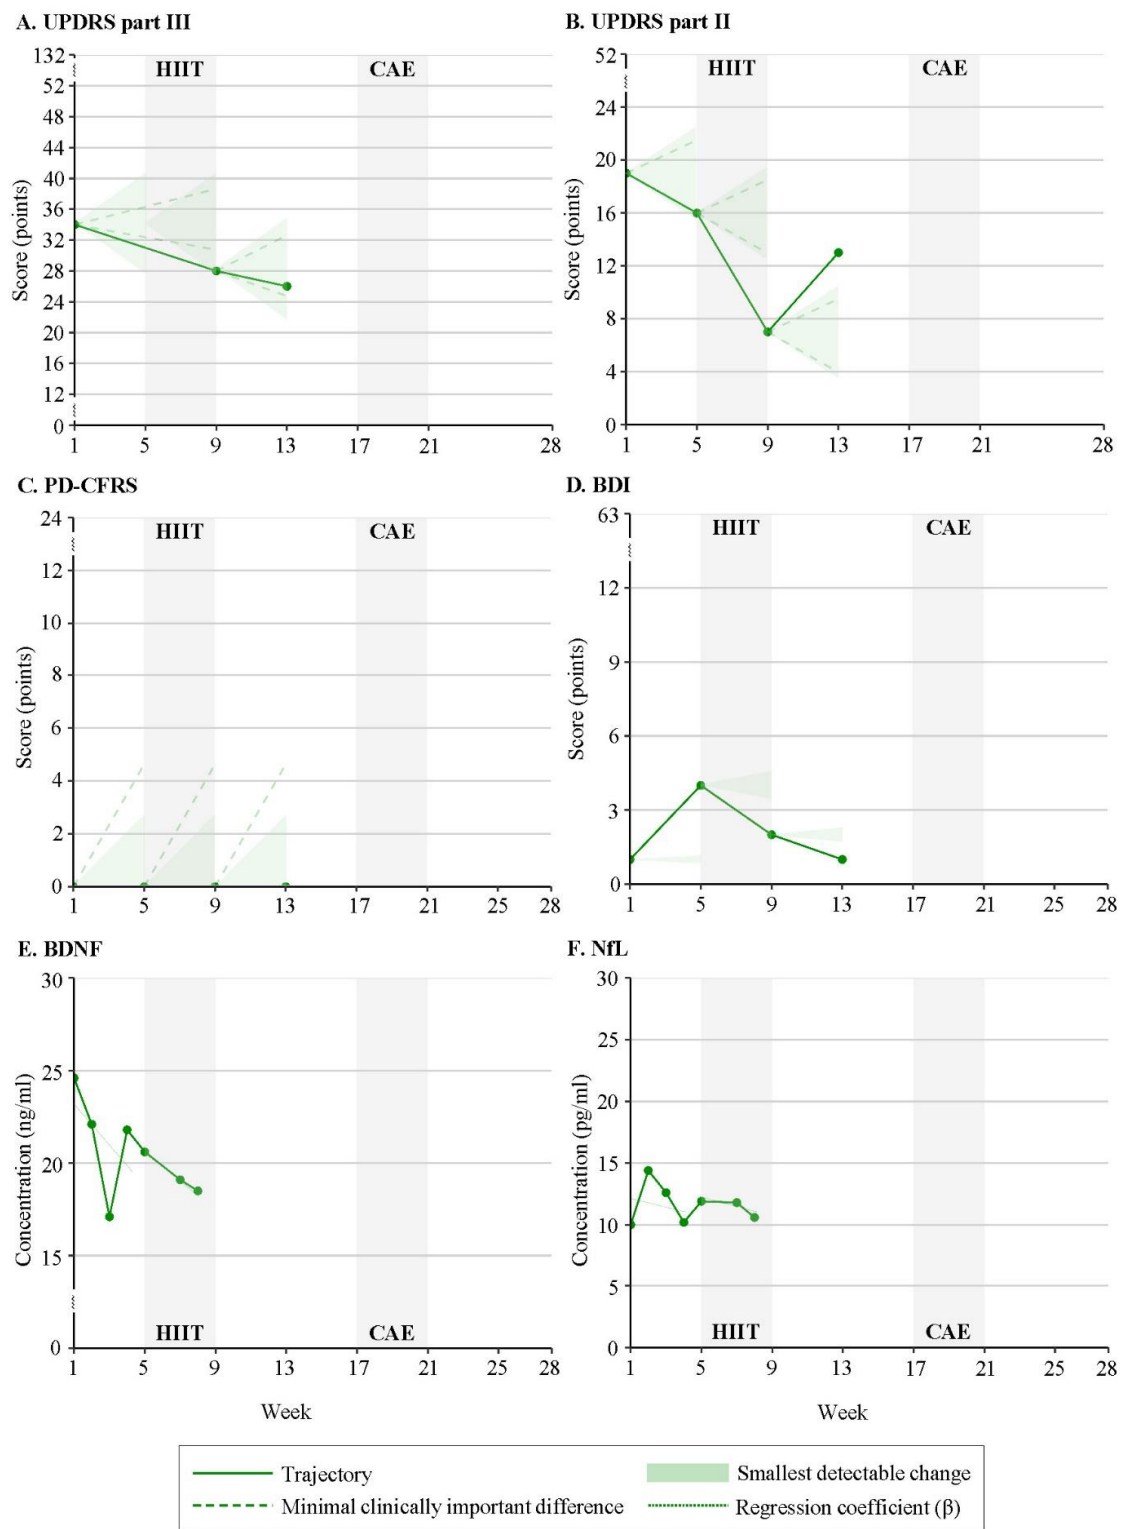 A. UPDRS part III
132
52
48
44
40
36
32
28
24
20
16
12
0
Score (points)
HIIT
CAE
1 5 9 13 17 21 28
B. UPDRS part II
52
24
20
16
12
8
4
0
Score (points)
HIIT
CAE
1 5 9 13 17 21 28
C. PD-CFRS
24
12
10
8
6
4
2
0
Score (points)
HIIT
CAE
1 5 9 13 17 21 25 28
D. BDI
63
12
9
6
3
0
Score (points)
HIIT
CAE
1 5 9 13 17 21 25 28
E. BDNF
30
25
20
15
0
Concentration (ng/ml)
HIIT
CAE
1 5 9 13 17 21 25 28
Week
F. NfL
30
25
20
15
10
5
0
Concentration (pg/ml)
HIIT
CAE
1 5 9 13 17 21 25 28
Week
Trajectory
Smallest detectable change
Minimal clinically important difference
Regression coefficient (β)